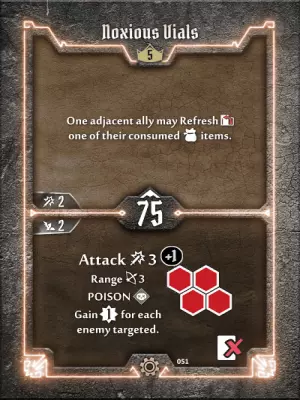 Noxious Vials
5
One adjacent ally may Refresh
one of their consumed items.
2
75
2
Attack 3 +1
Range 3
POISON
Gain 1 for each
enemy targeted.
051